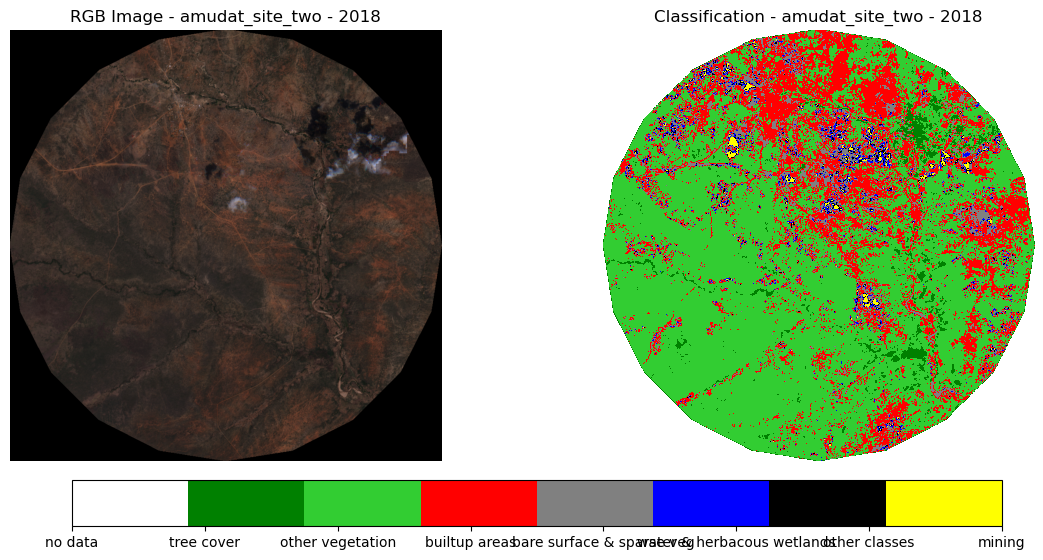 RGB Image - amudat_site_two - 2018
Classification - amudat_site_two - 2018
no data
tree cover
other vegetation
builtup areas
bare surface & sparse veg
water & herbacous wetlands
other classes
mining